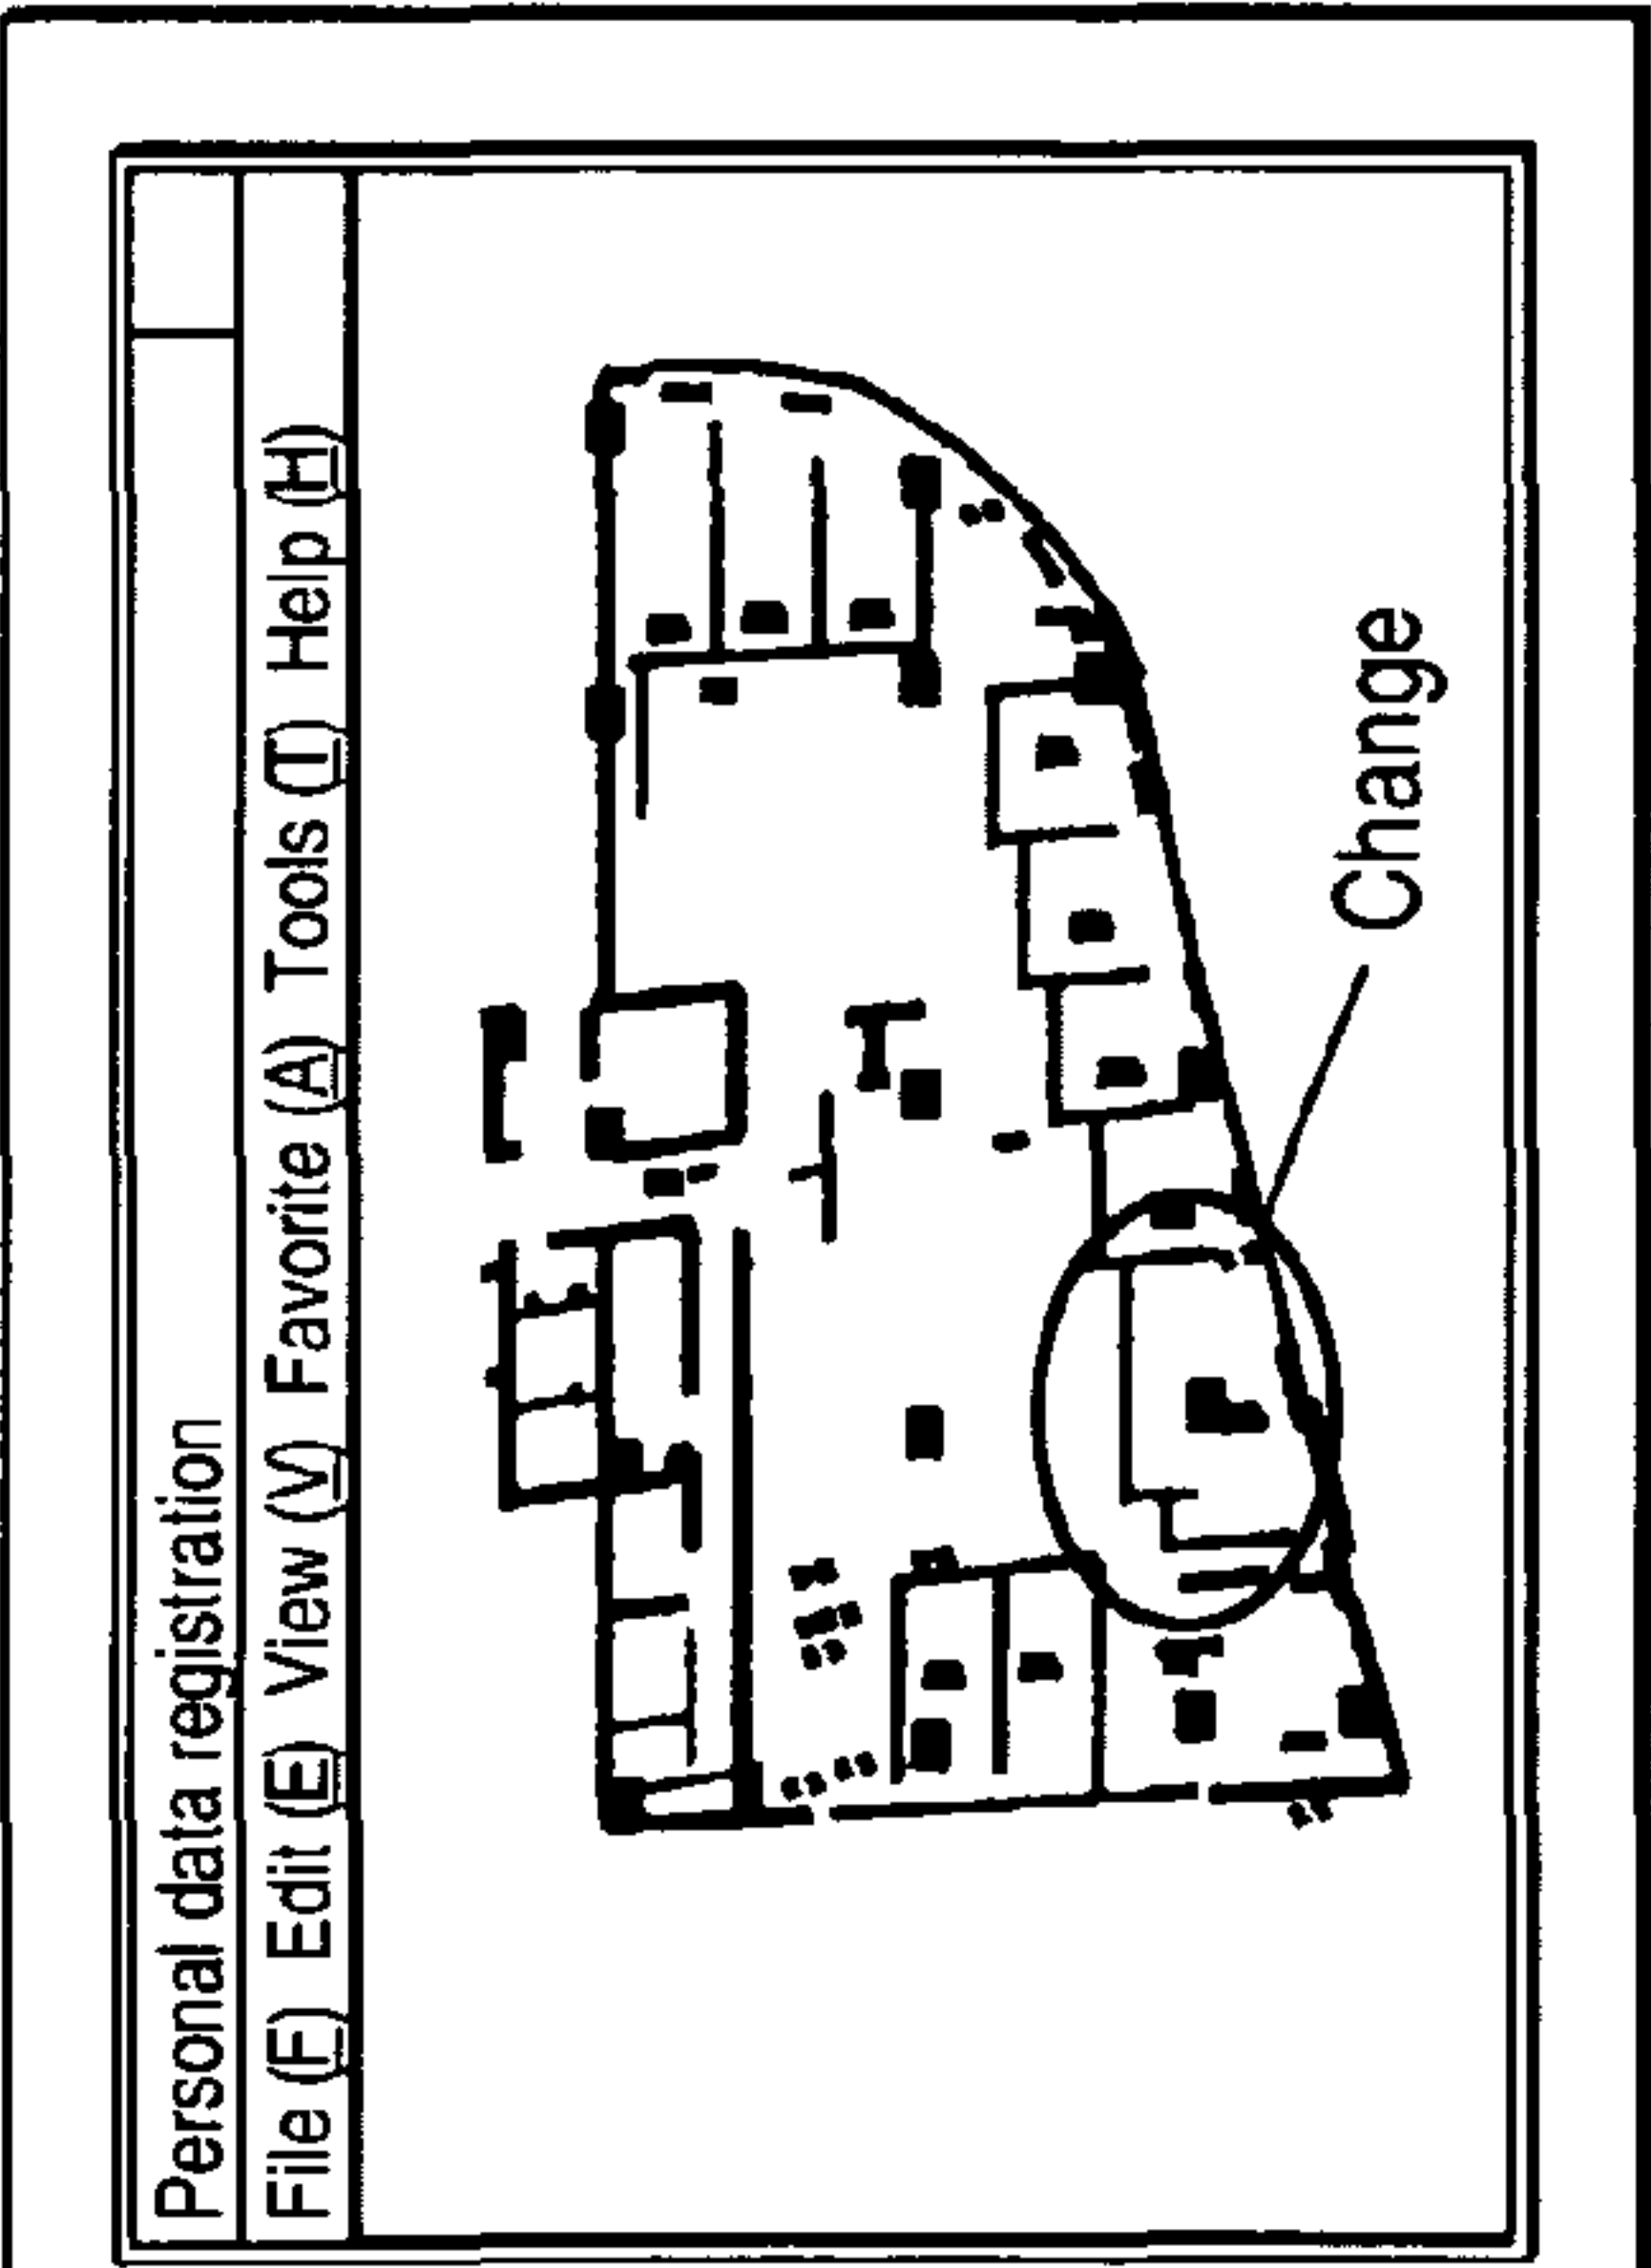 Personal data registration
File (F) Edit (E) View (V) Favorite (A) Tools (T) Help (H)
Change